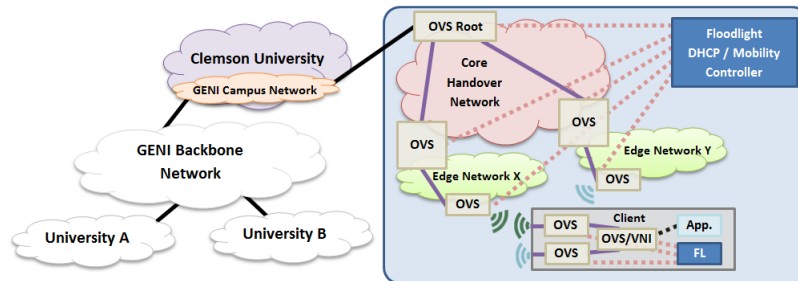 Clemson University
GENI Campus Network
GENI Backbone
Network
University A
University B
OVS Root
Core
Handover
Network
Floodlight
DHCP / Mobility
Controller
OVS
OVS
Edge Network X
Edge Network Y
OVS
OVS
Client
OVS
OVS/VNI
App.
OVS
FL